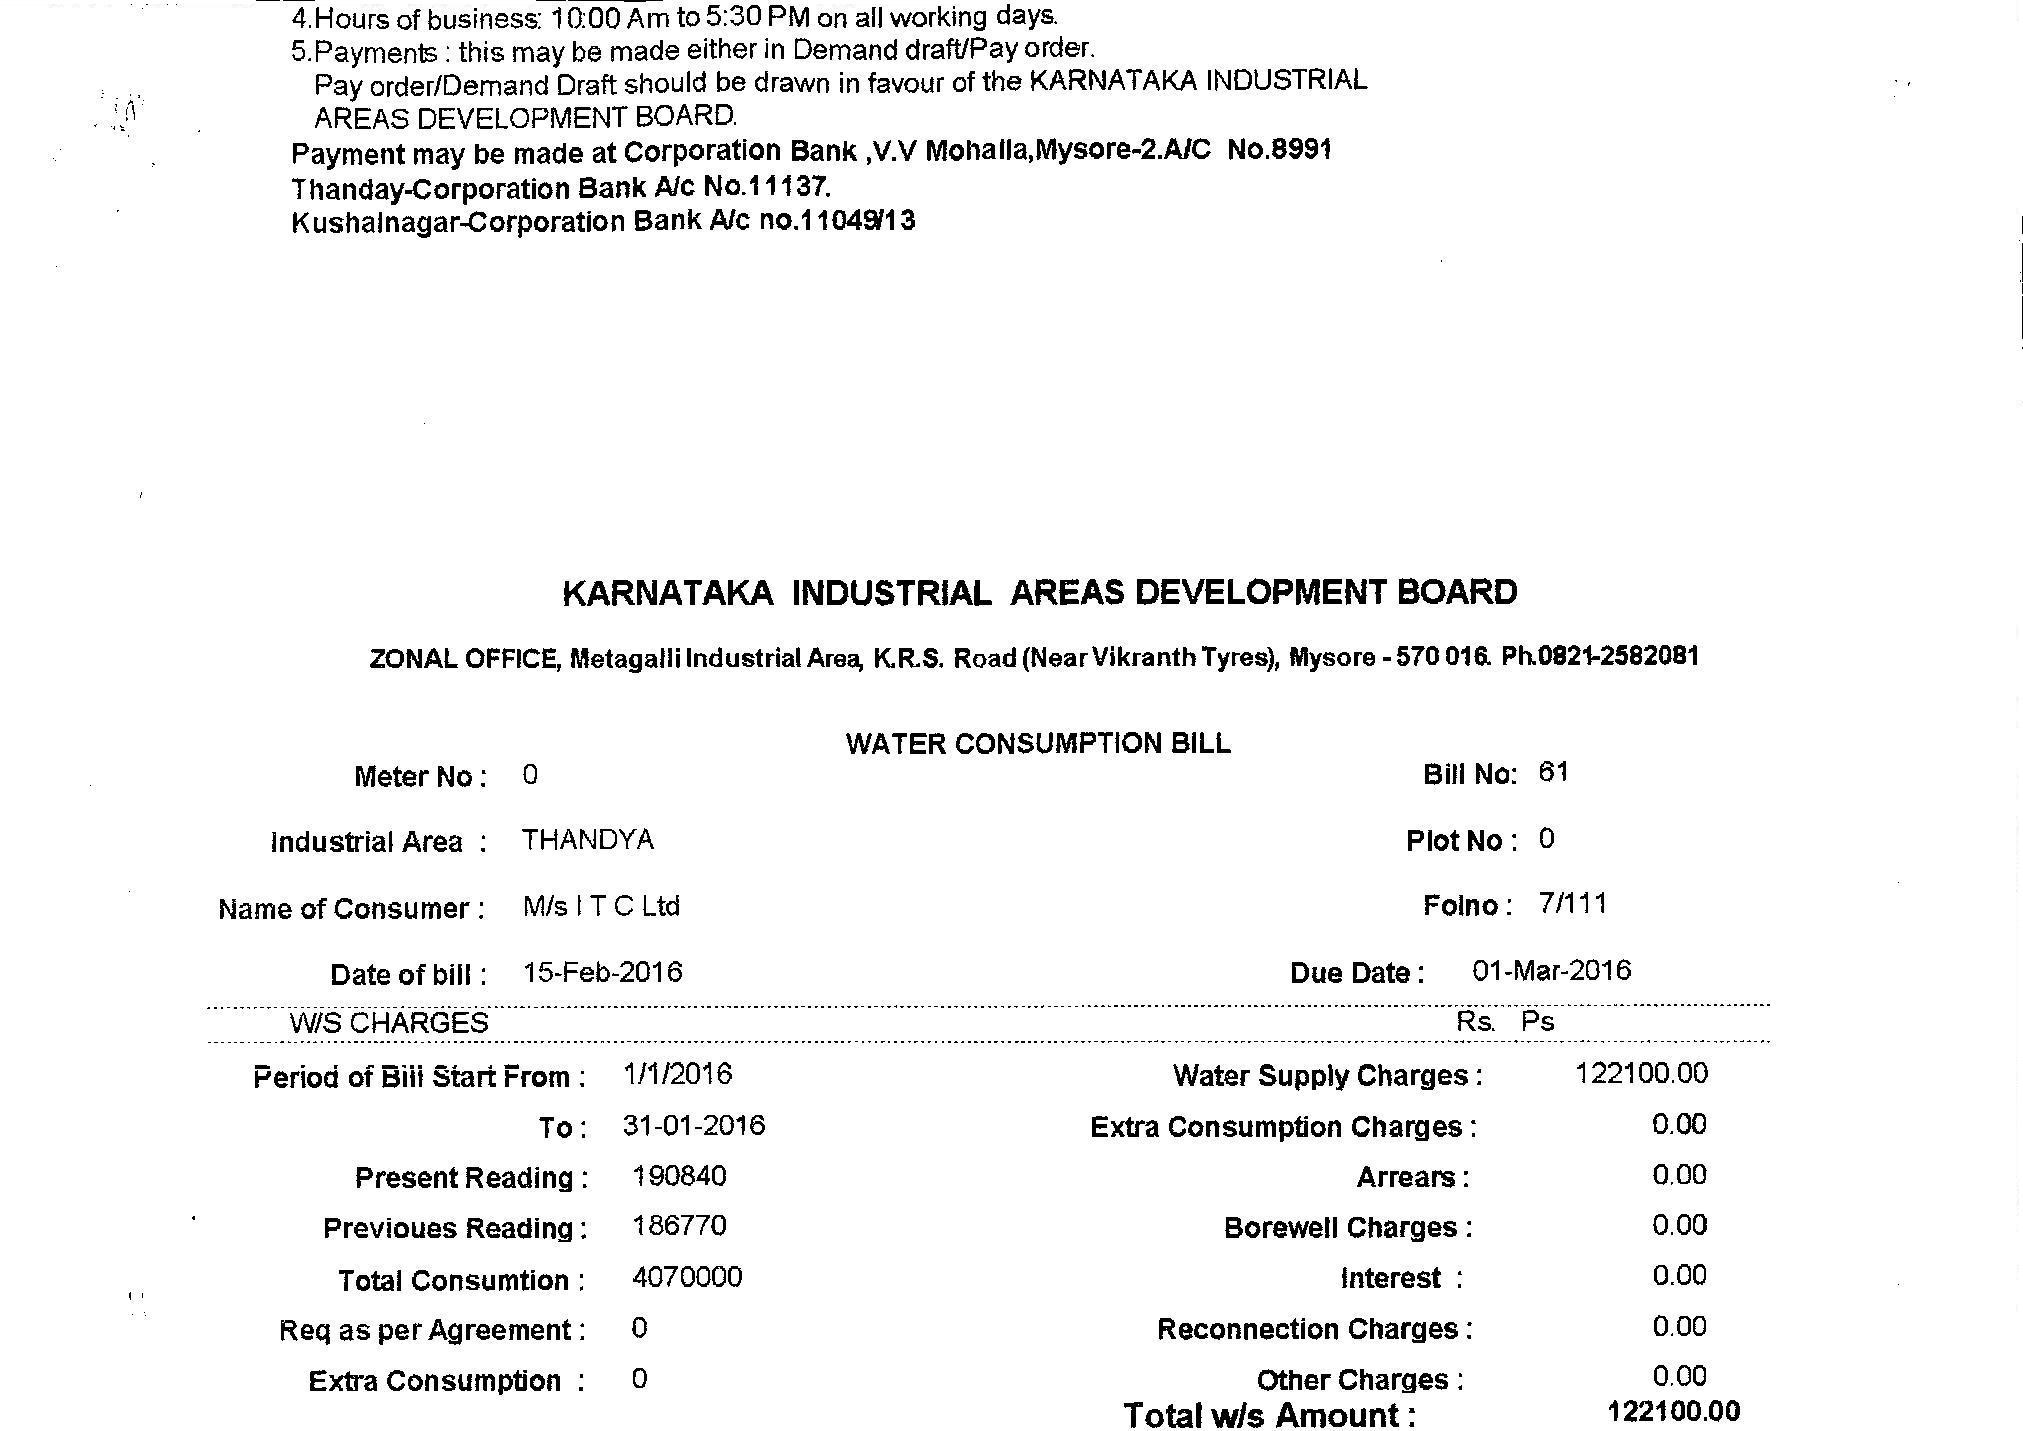 4.Hours of business: 10:00 Am to 5:30 PM on all working days.
5.Payments : this may be made either in Demand draft/Pay order.
Pay order/Demand Draft should be drawn in favour of the KARNATAKA INDUSTRIAL
AREAS DEVELOPMENT BOARD.
Payment may be made at Corporation Bank ,V.V Mohalla,Mysore-2.A/C No.8991
Thanday-Corporation Bank A/c No.11137.
Kushalnagar-Corporation Bank A/c no.11049/13
KARNATAKA INDUSTRIAL AREAS DEVELOPMENT BOARD
ZONAL OFFICE, Metagalli Industrial Area, K.R.S. Road (Near Vikranth Tyres), Mysore - 570 016. Ph.0821-2582081
WATER CONSUMPTION BILL
Meter No : 0 Bill No: 61
Industrial Area : THANDYA Plot No : 0
Name of Consumer : M/s I T C Ltd Folno : 7/111
Date of bill : 15-Feb-2016 Due Date : 01-Mar-2016
W/S CHARGES Rs. Ps
Period of Bill Start From : 1/1/2016 Water Supply Charges : 122100.00
To : 31-01-2016 Extra Consumption Charges : 0.00
Present Reading : 190840 Arrears : 0.00
Previoues Reading : 186770 Borewell Charges : 0.00
Total Consumtion : 4070000 Interest : 0.00
Req as per Agreement : 0 Reconnection Charges : 0.00
Extra Consumption : 0 Other Charges : 0.00
Total w/s Amount : 122100.00